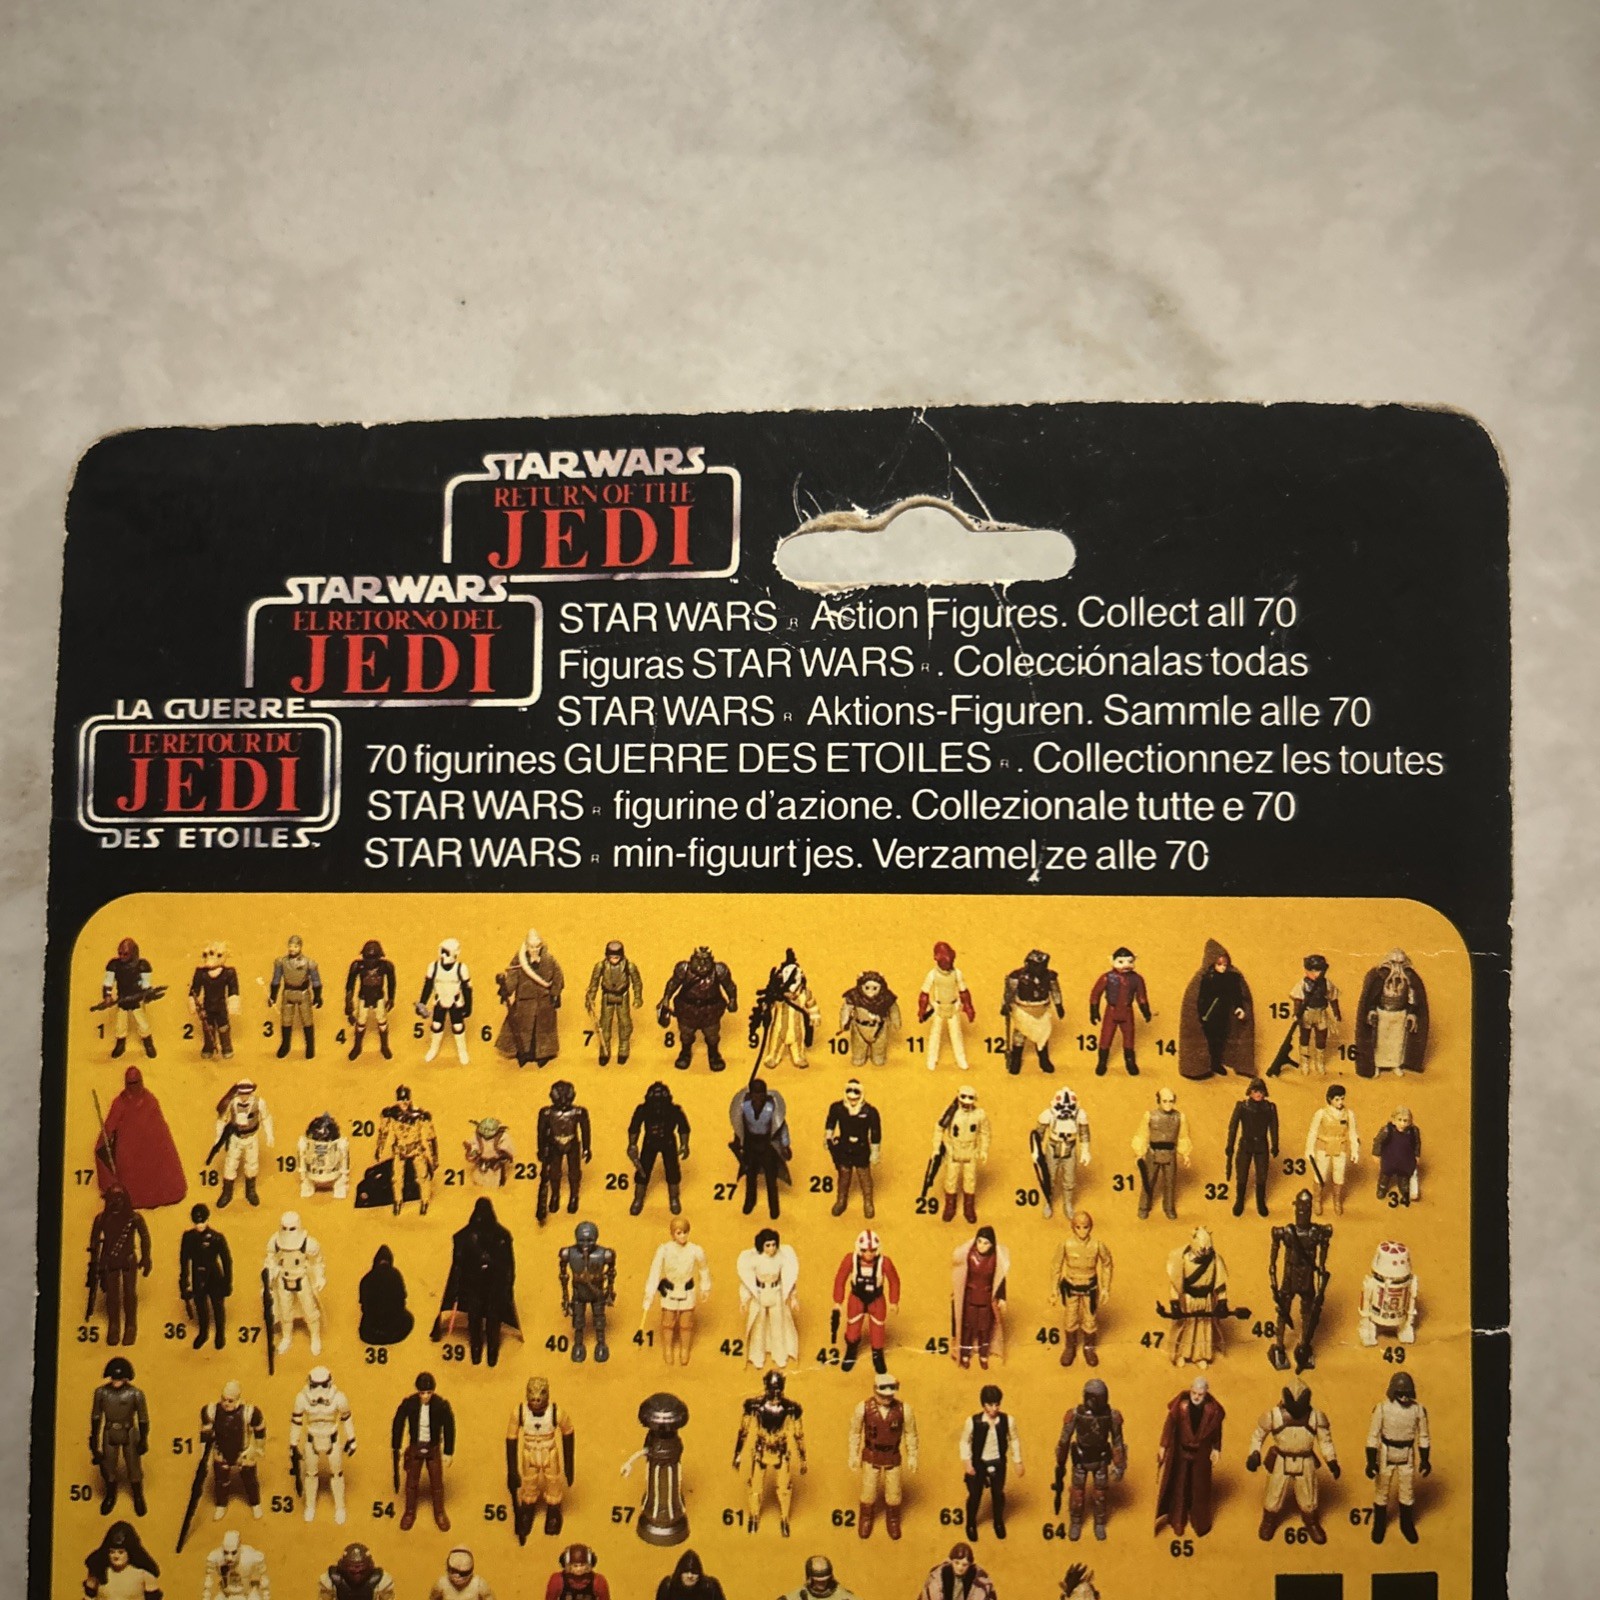 STAR WARS
RETURN OF THE
JEDI
™
STAR WARS
EL RETORNO DEL
JEDI
™
LA GUERRE
LE RETOUR DU
JEDI
DES ETOILES™
STAR WARS R Action Figures. Collect all 70
Figuras STAR WARS R. Colecciónalas todas
STAR WARS R Aktions-Figuren. Sammle alle 70
70 figurines GUERRE DES ETOILES R. Collectionnez les toutes
STAR WARS R figurine d'azione. Collezionale tutte e 70
STAR WARS R min-figuurtjes. Verzamel ze alle 70
1 2 3 4 5 6 7 8 9 10 11 12 13 14 15 16
17 18 19 20 21 23 26 27 28 29 30 31 32 33 34
35 36 37 38 39 40 41 42 43 45 46 47 48 49
50 51 53 54 56 57 61 62 63 64 65 66 67